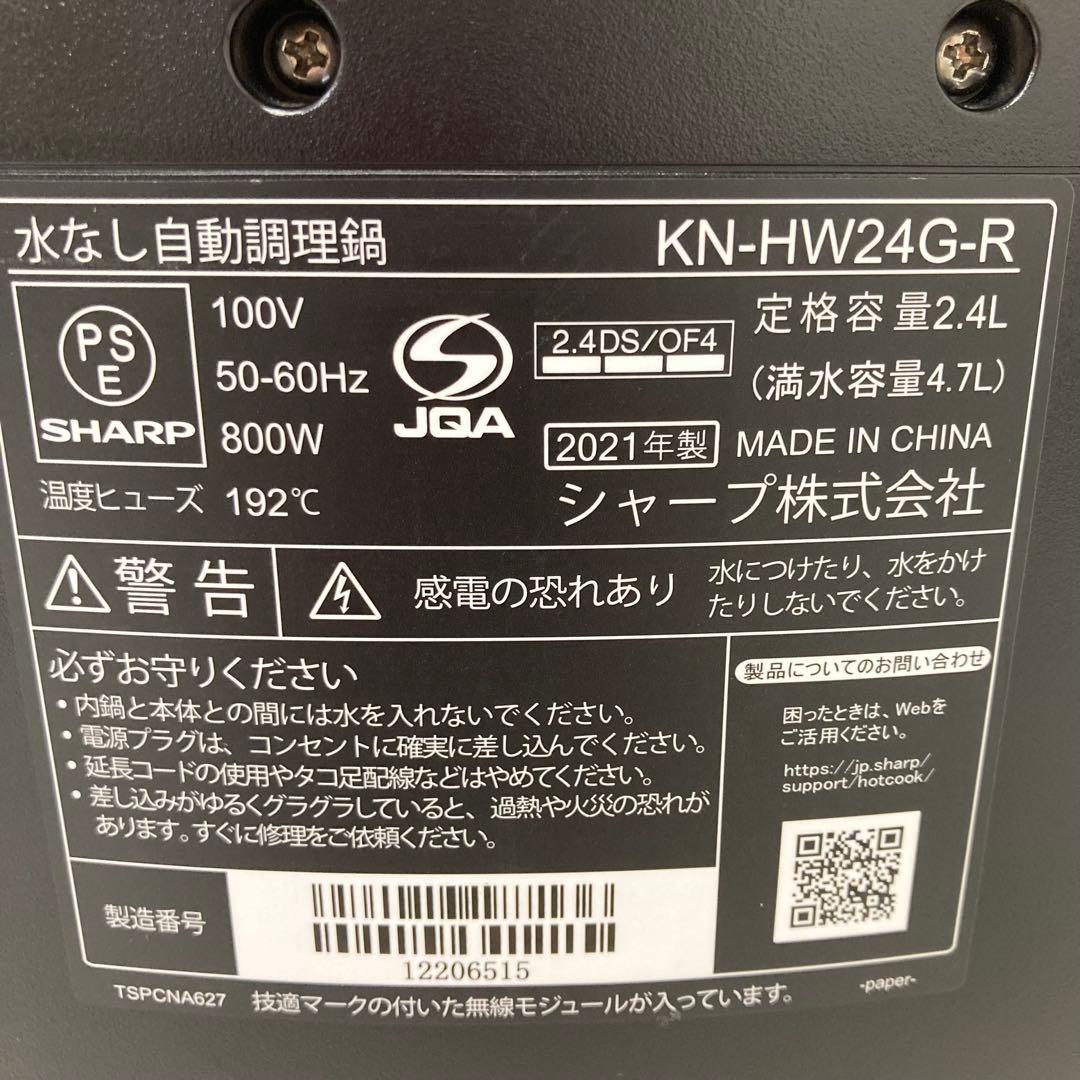 水なし自動調理鍋 KN-HW24G-R
PS
E
SHARP
100V
50-60Hz
800W
温度ヒューズ 192℃
JQA
2.4DS/OF4
定格容量2.4L
(満水容量4.7L)
2021年製 MADE IN CHINA
シャープ株式会社
警告
感電の恐れあり
水につけたり、水をかけ
たりしないでください。
必ずお守りください
・内鍋と本体との間には水を入れないでください。
・電源プラグは、コンセントに確実に差し込んでください。
・延長コードの使用やタコ足配線などはやめてください。
・差し込みがゆるくグラグラしていると、過熱や火災の恐れが
あります。すぐに修理をご依頼ください。
製品についてのお問い合わせ
困ったときは、Webを
ご活用ください。
https://jp.sharp/
support/hotcook/
製造番号
12206515
TSPCNA627 技適マークの付いた無線モジュールが入っています。
-paper-